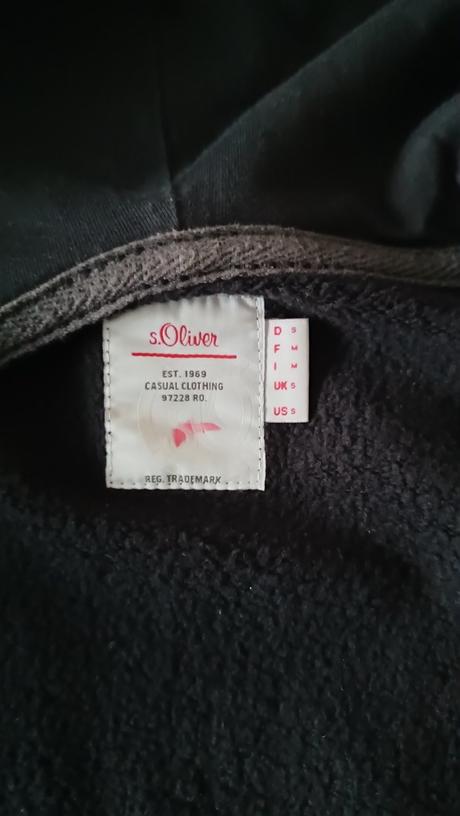 s.Oliver
EST. 1969
CASUAL CLOTHING
97228 RO.
REG. TRADEMARK
D S
F M
I M
UK S
US S